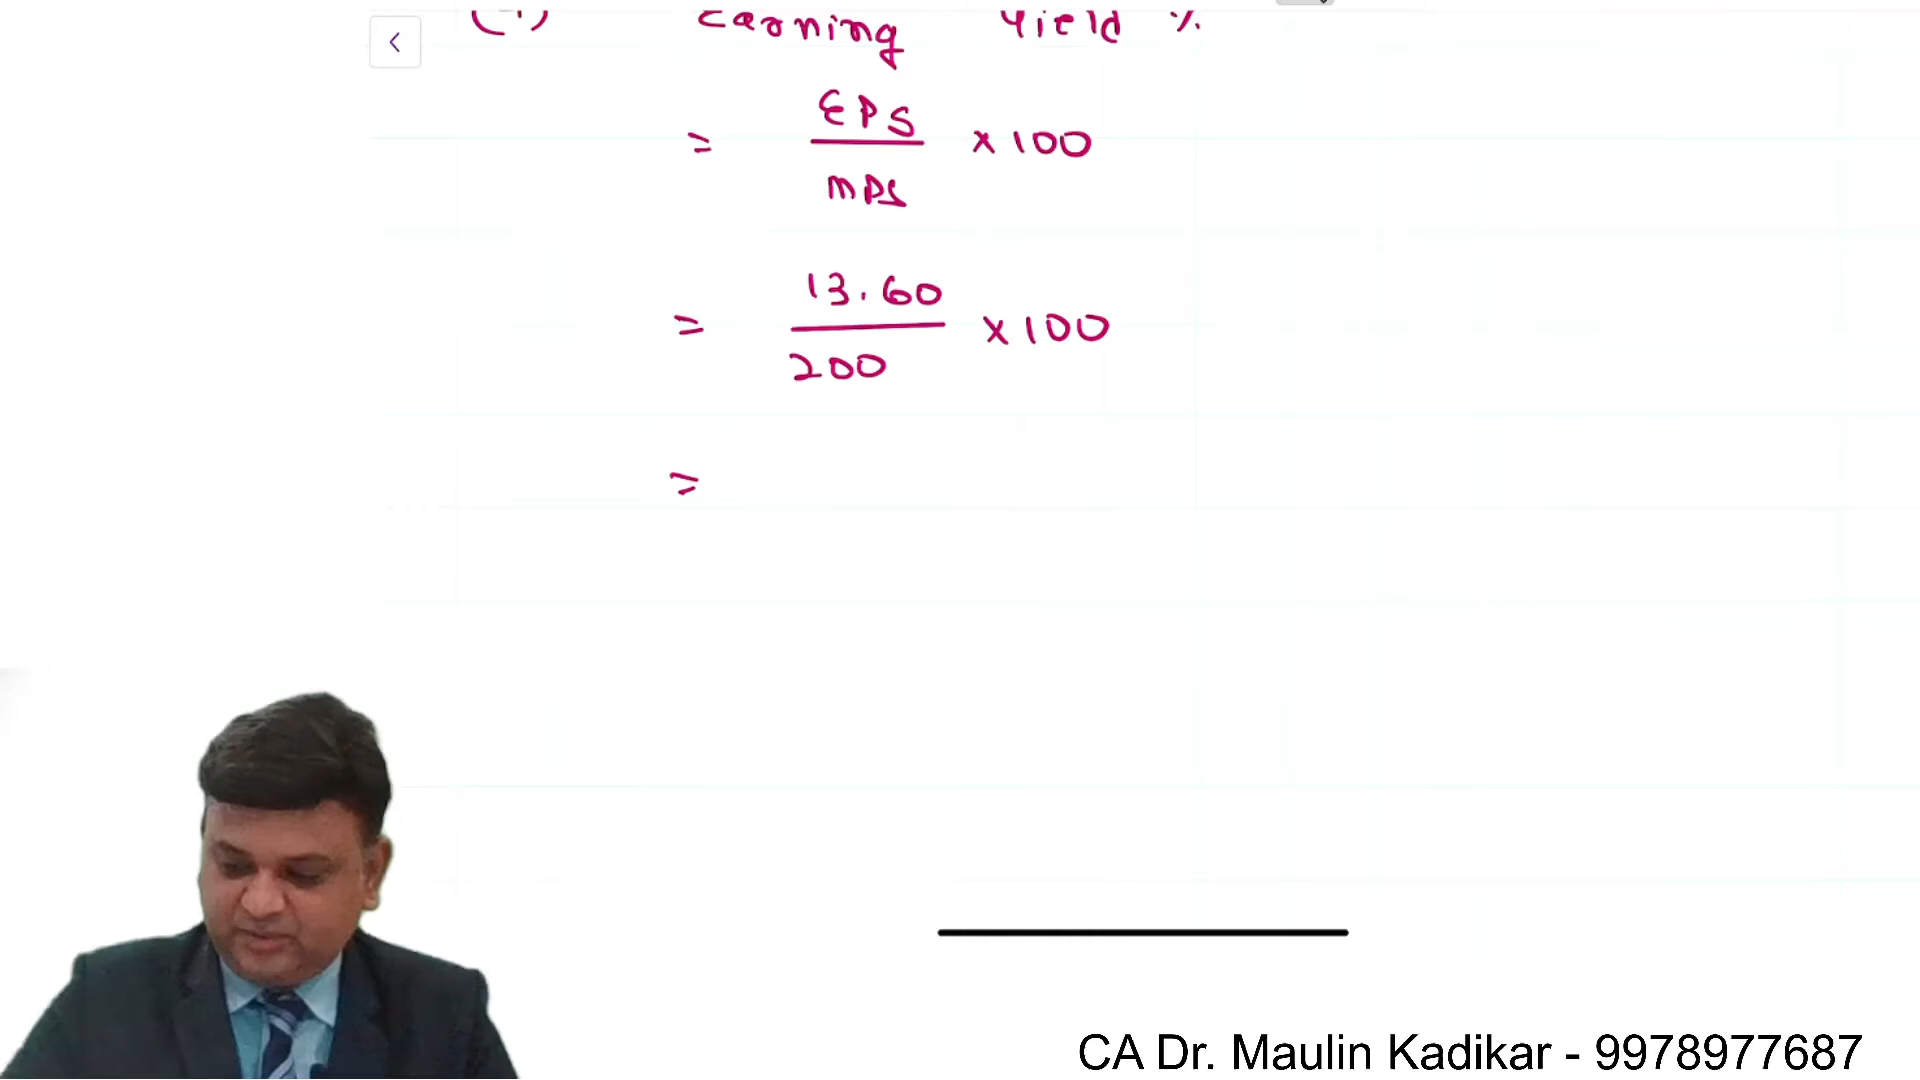 Earning Yield %
= EPS / MPS × 100
= 13.60 / 200 × 100
=
CA Dr. Maulin Kadikar - 9978977687